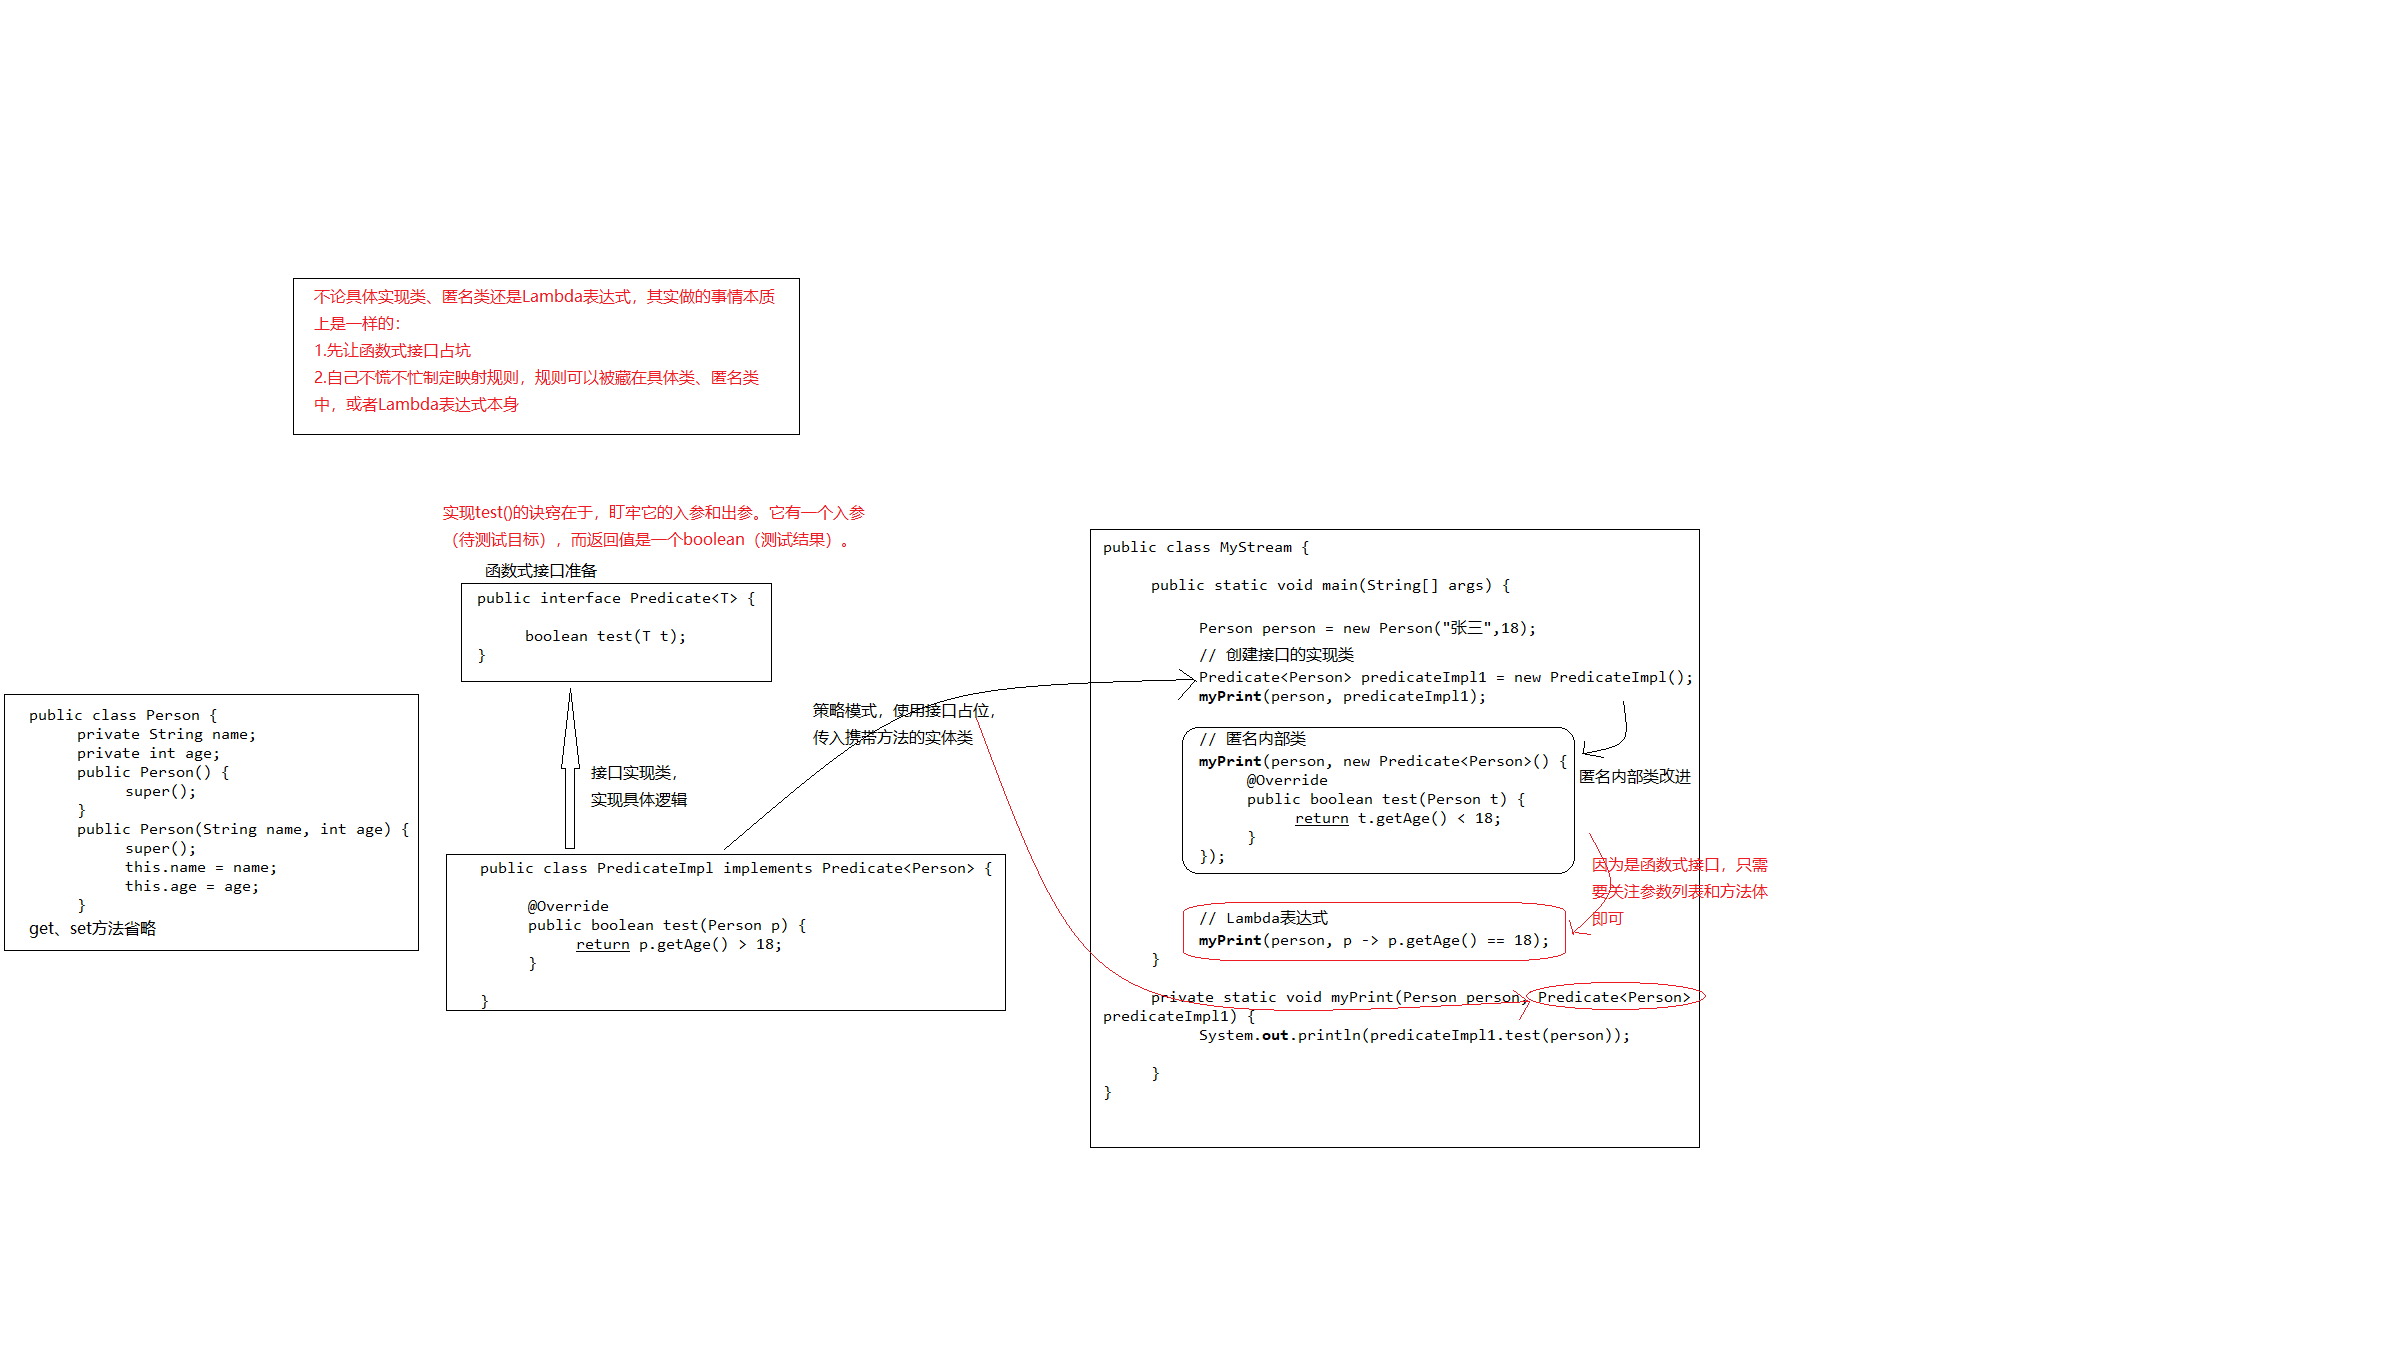 不论具体实现类、匿名类还是Lambda表达式，其实做的事情本质
上是一样的：
1.先让函数式接口占坑
2.自己不慌不忙制定映射规则，规则可以被藏在具体类、匿名类
中，或者Lambda表达式本身
实现test()的诀窍在于，盯牢它的入参和出参。它有一个入参
（待测试目标），而返回值是一个boolean（测试结果）。
函数式接口准备
public interface Predicate<T> {
boolean test(T t);
}
public class Person {
private String name;
private int age;
public Person() {
super();
}
public Person(String name, int age) {
super();
this.name = name;
this.age = age;
}
get、set方法省略
接口实现类，
实现具体逻辑
public class PredicateImpl implements Predicate<Person> {
@Override
public boolean test(Person p) {
return p.getAge() > 18;
}
}
策略模式，使用接口占位，
传入携带方法的实体类
public class MyStream {
public static void main(String[] args) {
Person person = new Person("张三",18);
// 创建接口的实现类
Predicate<Person> predicateImpl1 = new PredicateImpl();
myPrint(person, predicateImpl1);
// 匿名内部类
myPrint(person, new Predicate<Person>() {
@Override
public boolean test(Person t) {
return t.getAge() < 18;
}
});
匿名内部类改进
因为是函数式接口，只需
要关注参数列表和方法体
即可
// Lambda表达式
myPrint(person, p -> p.getAge() == 18);
}
private static void myPrint(Person person, Predicate<Person>
predicateImpl1) {
System.out.println(predicateImpl1.test(person));
}
}